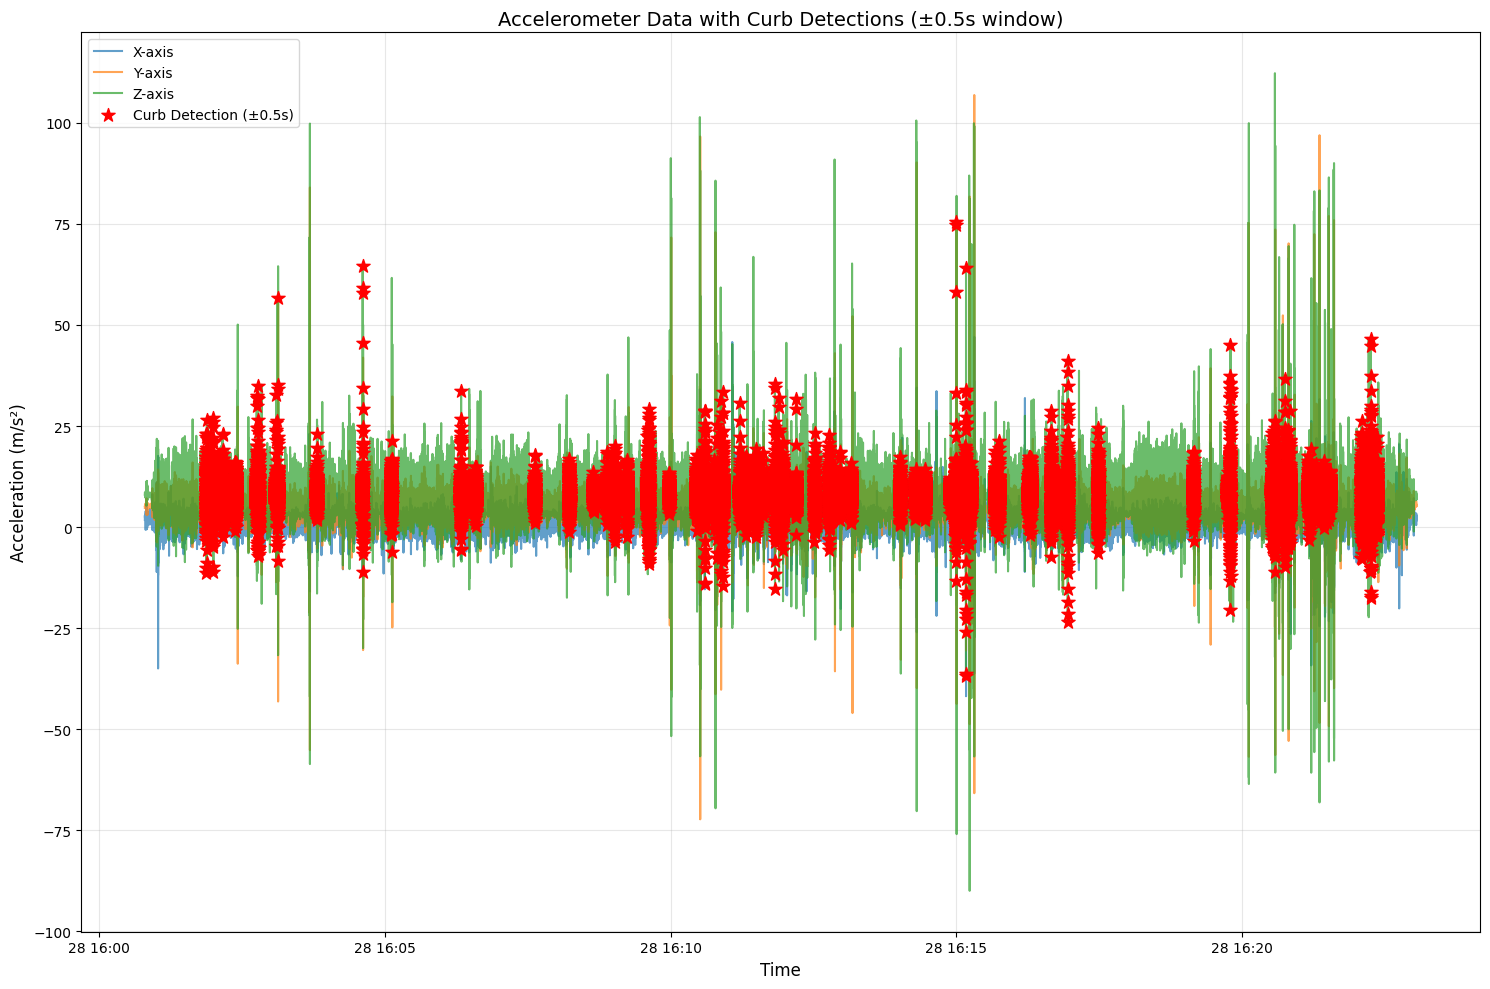 Accelerometer Data with Curb Detections (±0.5s window)
X-axis
Y-axis
Z-axis
Curb Detection (±0.5s)
Acceleration (m/s²)
100
75
50
25
0
−25
−50
−75
−100
28 16:00
28 16:05
28 16:10
28 16:15
28 16:20
Time